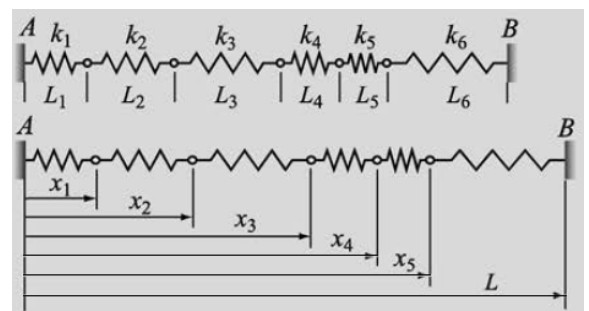 A k₁ k₂ k₃ k₄ k₅ k₆ B
L₁ L₂ L₃ L₄ L₅ L₆
A B
x₁
x₂
x₃
x₄
x₅
L